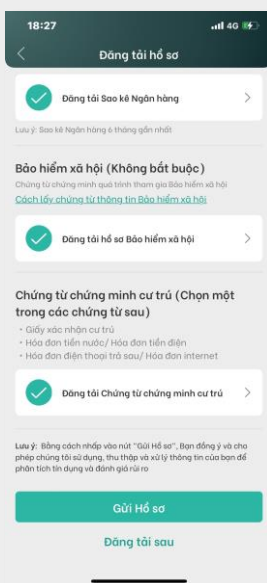 18:27
4G
Đăng tải hồ sơ
Đăng tải Sao kê Ngân hàng
Lưu ý: Sao kê Ngân hàng 6 tháng gần nhất
Bảo hiểm xã hội (Không bắt buộc)
Chứng từ chứng minh quá trình tham gia Bảo hiểm xã hội
Cách lấy chứng từ thông tin Bảo hiểm xã hội
Đăng tải hồ sơ Bảo hiểm xã hội
Chứng từ chứng minh cư trú (Chọn một
trong các chứng từ sau)
• Giấy xác nhận cư trú
• Hóa đơn tiền nước/ Hóa đơn tiền điện
• Hóa đơn điện thoại trả sau/ Hóa đơn internet
Đăng tải Chứng từ chứng minh cư trú
Lưu ý: Bằng cách nhấp vào nút "Gửi Hồ sơ", Bạn đồng ý và cho
phép chúng tôi sử dụng, thu thập và xử lý thông tin của bạn để
phân tích tín dụng và đánh giá rủi ro
Gửi Hồ sơ
Đăng tải sau